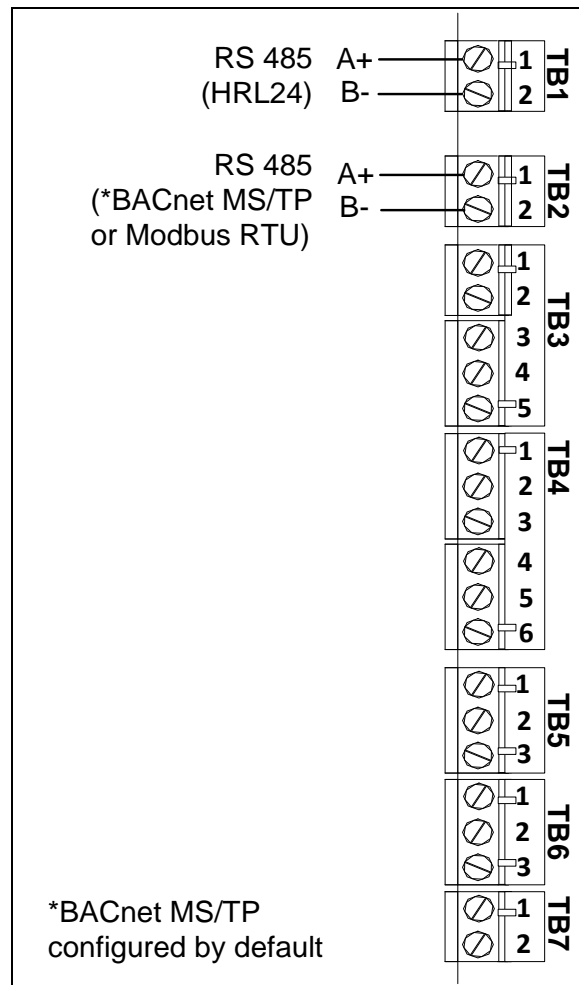 RS 485 A+ 1
(HRL24) B- 2
TB1
RS 485 A+ 1
(*BACnet MS/TP B- 2
or Modbus RTU)
TB2
1
2
3
4
5
TB3
1
2
3
4
5
6
TB4
1
2
3
TB5
1
2
3
TB6
1
2
TB7
*BACnet MS/TP
configured by default